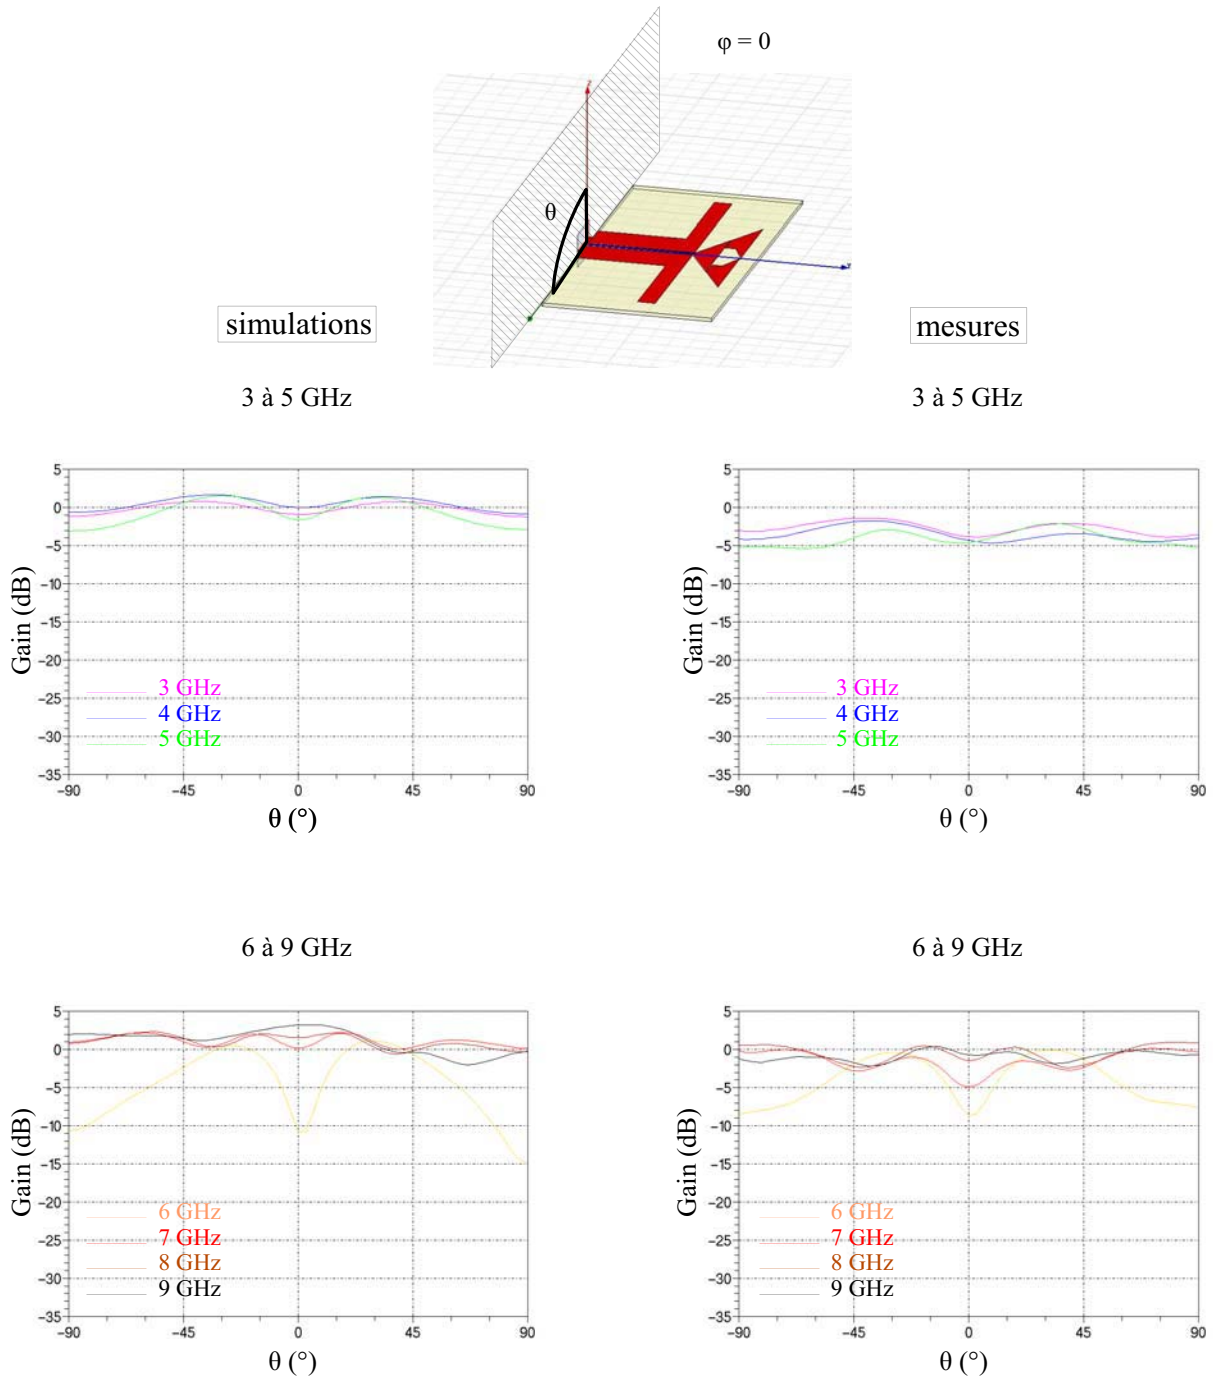 φ = 0
θ
simulations
mesures
3 à 5 GHz
3 à 5 GHz
5
0
−5
−10
−15
−20
−25
−30
−35
−90
−45
0
45
90
Gain (dB)
θ (°)
3 GHz
4 GHz
5 GHz
5
0
−5
−10
−15
−20
−25
−30
−35
−90
−45
0
45
90
Gain (dB)
θ (°)
3 GHz
4 GHz
5 GHz
6 à 9 GHz
6 à 9 GHz
5
0
−5
−10
−15
−20
−25
−30
−35
−90
−45
0
45
90
Gain (dB)
θ (°)
6 GHz
7 GHz
8 GHz
9 GHz
5
0
−5
−10
−15
−20
−25
−30
−35
−90
−45
0
45
90
Gain (dB)
θ (°)
6 GHz
7 GHz
8 GHz
9 GHz